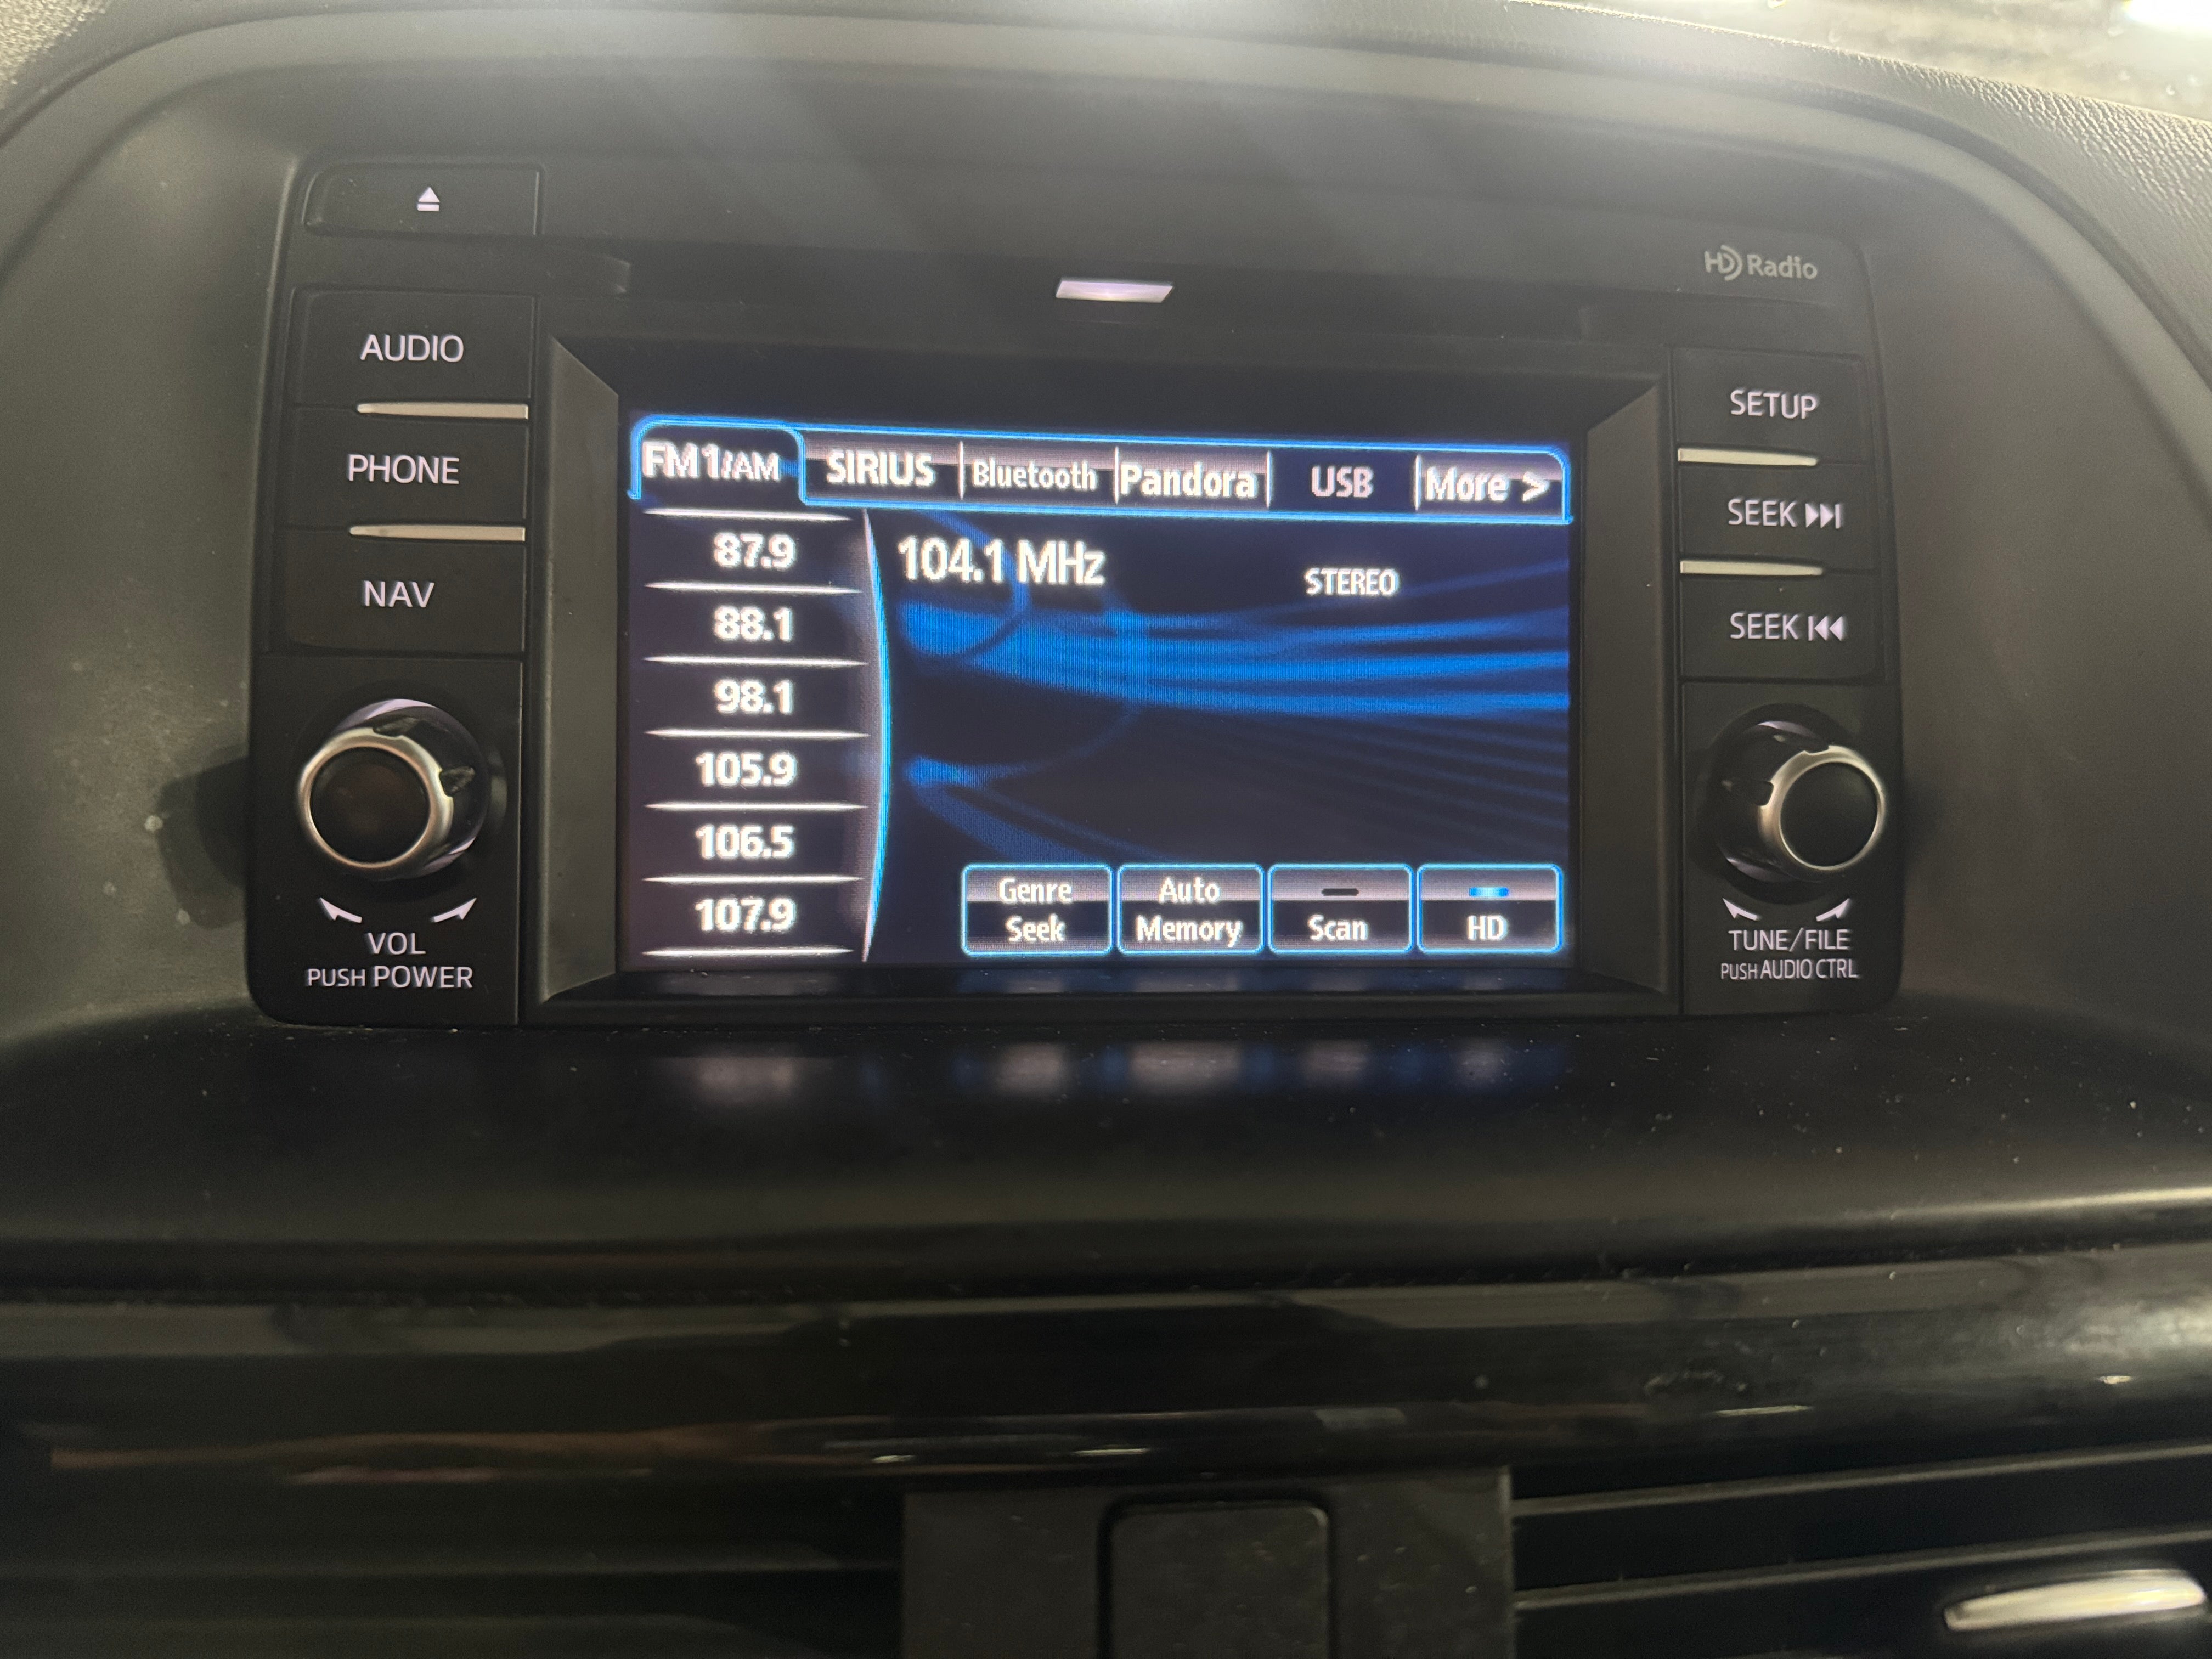 HD Radio
AUDIO
PHONE
NAV
VOL
PUSH POWER
FM1/AM SIRIUS Bluetooth Pandora USB More >
87.9
88.1
98.1
105.9
106.5
107.9
104.1 MHz STEREO
Genre Seek
Auto Memory
Scan
HD
SETUP
SEEK
SEEK
TUNE/FILE
PUSH AUDIO CTRL